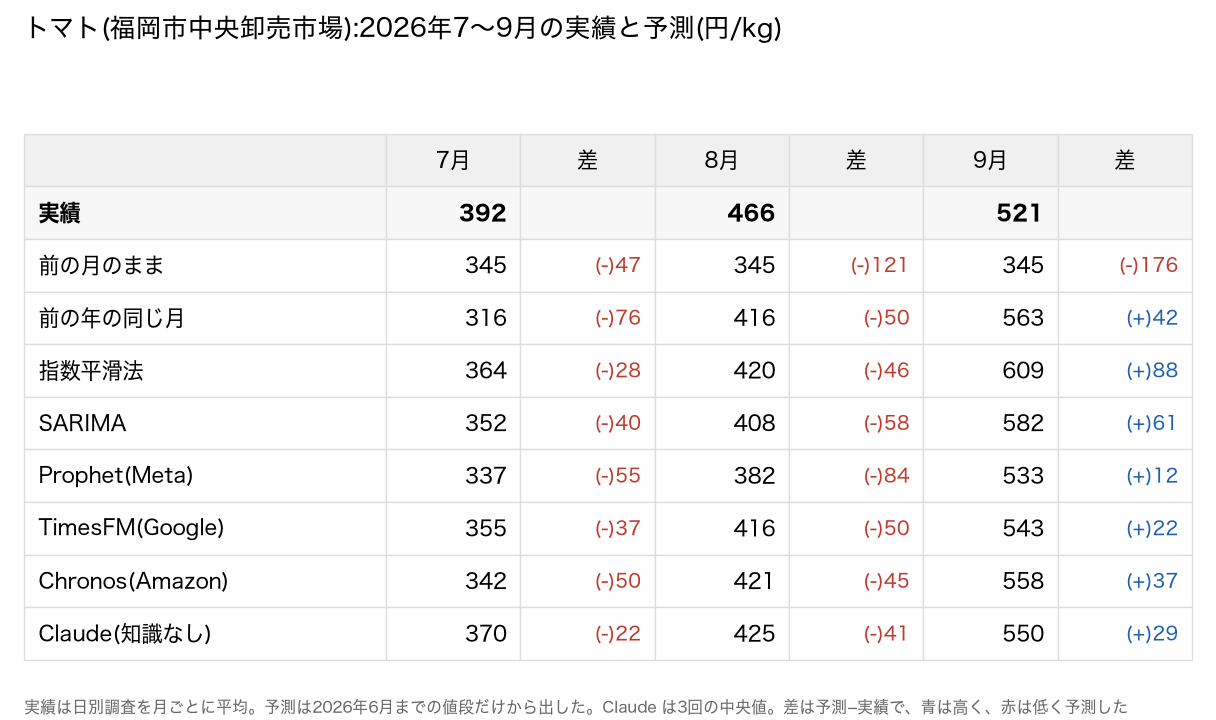 トマト(福岡市中央卸売市場):2026年7〜9月の実績と予測(円/kg)
7月 差 8月 差 9月 差
実績 392 466 521
前の月のまま 345 (-)47 345 (-)121 345 (-)176
前の年の同じ月 316 (-)76 416 (-)50 563 (+)42
指数平滑法 364 (-)28 420 (-)46 609 (+)88
SARIMA 352 (-)40 408 (-)58 582 (+)61
Prophet(Meta) 337 (-)55 382 (-)84 533 (+)12
TimesFM(Google) 355 (-)37 416 (-)50 543 (+)22
Chronos(Amazon) 342 (-)50 421 (-)45 558 (+)37
Claude(知識なし) 370 (-)22 425 (-)41 550 (+)29
実績は日別調査を月ごとに平均。予測は2026年6月までの値段だけから出した。Claude は3回の中央値。差は予測−実績で、青は高く、赤は低く予測した